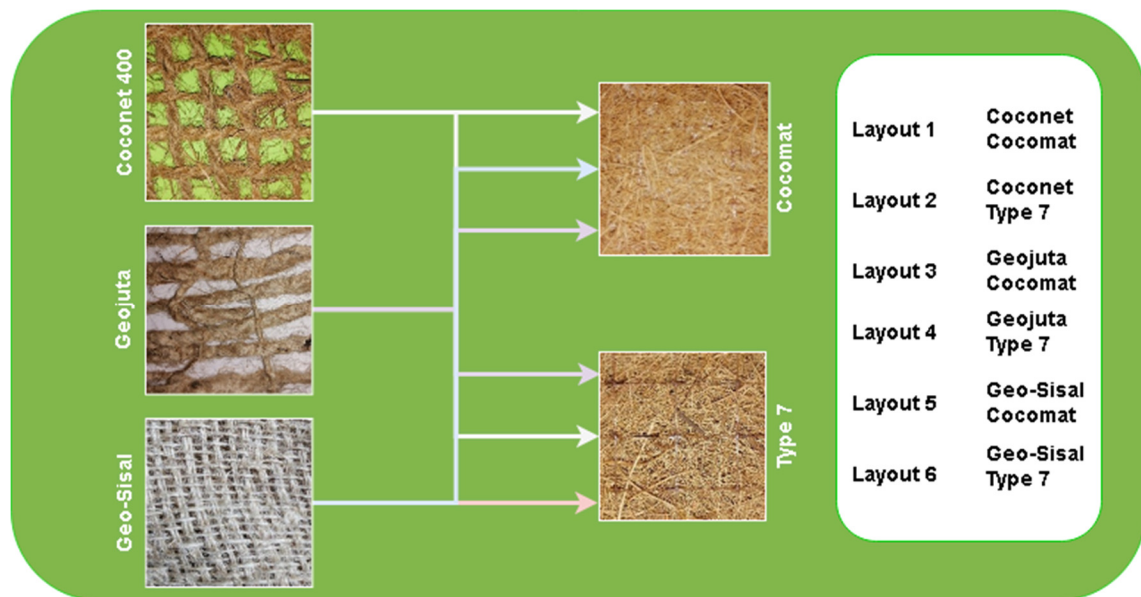 Coconet 400
Geojuta
Geo-Sisal
Cocomat
Type 7
Layout 1
Coconet
Cocomat
Layout 2
Coconet
Type 7
Layout 3
Geojuta
Cocomat
Layout 4
Geojuta
Type 7
Layout 5
Geo-Sisal
Cocomat
Layout 6
Geo-Sisal
Type 7